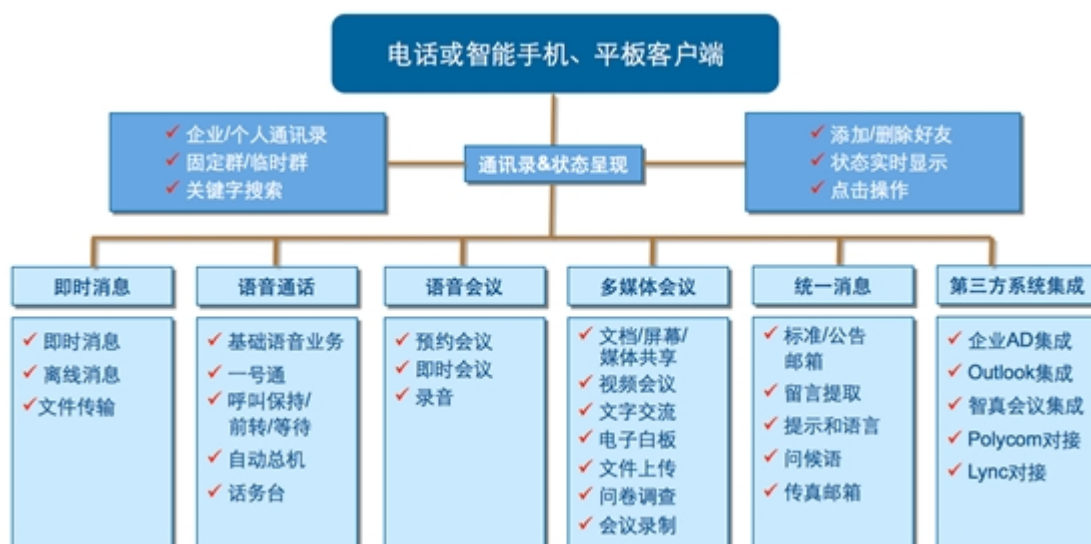 电话或智能手机、平板客户端
企业/个人通讯录
固定群/临时群
关键字搜索
通讯录&状态呈现
添加/删除好友
状态实时显示
点击操作
即时消息
即时消息
离线消息
文件传输
语音通话
基础语音业务
一号通
呼叫保持/
前转/等待
自动总机
话务台
语音会议
预约会议
即时会议
录音
多媒体会议
文档/屏幕/
媒体共享
视频会议
文字交流
电子白板
文件上传
问卷调查
会议录制
统一消息
标准/公告
邮箱
留言提取
提示和语言
问候语
传真邮箱
第三方系统集成
企业AD集成
Outlook集成
智真会议集成
Polycom对接
Lync对接